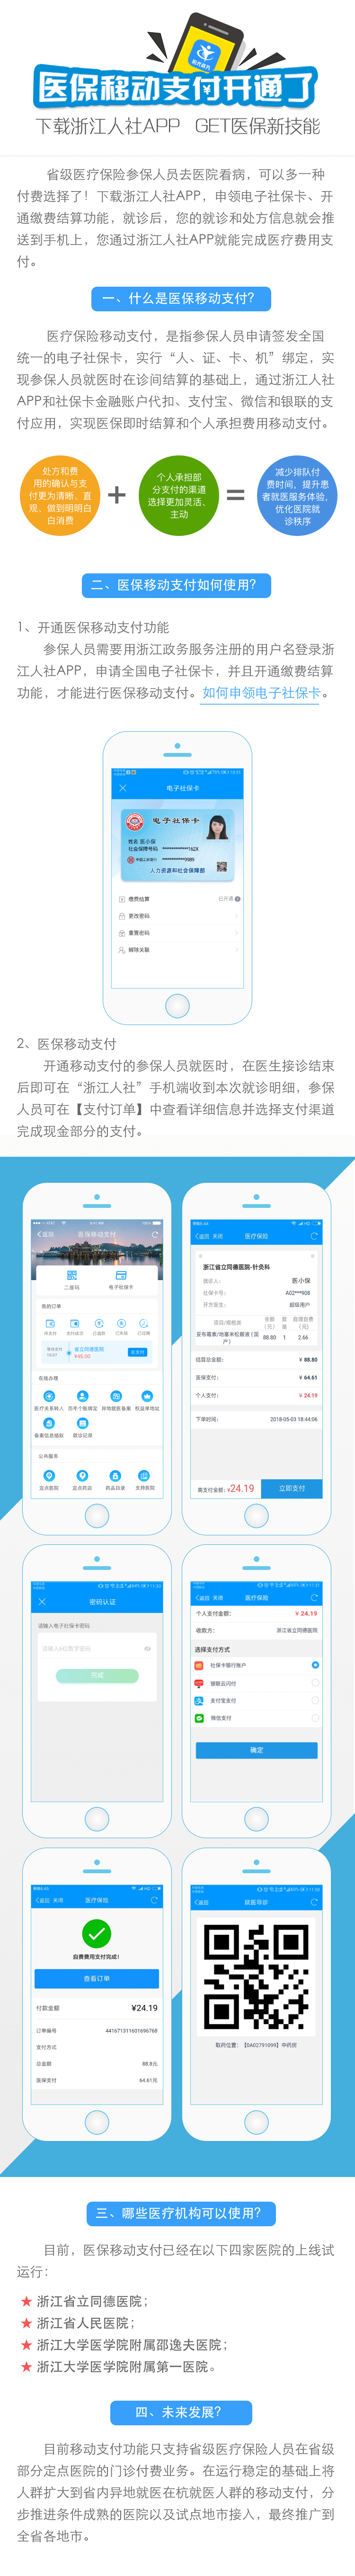 医保移动支付开通了
下载浙江人社APP GET医保新技能
省级医疗保险参保人员去医院看病，可以多一种
付费选择了！下载浙江人社APP，申领电子社保卡、开
通缴费结算功能，就诊后，您的就诊和处方信息就会推
送到手机上，您通过浙江人社APP就能完成医疗费用支
付。
一、什么是医保移动支付？
医疗保险移动支付，是指参保人员申请签发全国
统一的电子社保卡，实行“人、证、卡、机”绑定，实
现参保人员就医时在诊间结算的基础上，通过浙江人社
APP和社保卡金融账户代扣、支付宝、微信和银联的支
付应用，实现即时结算和个人承担费用移动支付。
处方和费
用的确认与支
付更为清晰、直
观、做到明明白
白消费
+
个人承担部
分支付的渠道
选择更加灵活、
主动
=
减少排队付
费时间，提升患
者就医服务体验，
优化医院就
诊秩序
二、医保移动支付如何使用？
1、开通医保移动支付功能
参保人员需要用浙江政务服务注册的用户名登录浙
江人社APP，申请全国电子社保卡，并且开通缴费结算
功能，才能进行医保移动支付。如何申领电子社保卡。
电子社保卡
电子社保卡
姓名 医小保
社会保障号码 **************162X
中国工商银行 **************9989
人力资源和社会保障部
缴费结算 已开通
更改密码
重置密码
解除关联
2、医保移动支付
开通移动支付的参保人员就医时，在医生接诊结束
后即可在“浙江人社”手机端收到本次就诊明细，参保
人员可在【支付订单】中查看详细信息并选择支付渠道
完成现金部分的支付。
返回 医保移动支付
二维码 电子社保卡
我的订单
待支付 支付成功 已退款 已失效 已过期
省立同德医院
¥45.00
去支付
在线办理
医疗关系转入 历年个账绑定 异地就医备案 权益单地址
备案信息组织 就诊记录
公共服务
定点医院 定点药店 药品目录 支持医院
返回 关闭 医疗保险
浙江省立同德医院-针灸科
就诊人： 医小保
社保卡号： A02***908
开方医生： 超级用户
项目/规格类 金额（元） 数量 自理自费（元）
88.80 1 2.66
结算总金额： ¥ 88.80
医保支付： ¥ 64.61
个人支付： ¥ 24.19
下单时间： 2018-05-03 18:44:06
需支付金额：¥24.19 立即支付
密码认证
请输入电子社保卡密码
请输入6位数字密码
完成
返回 关闭 医疗保险
个人支付金额： ¥ 24.19
收款方： 浙江省立同德医院
选择支付方式
社保卡银行账户
银联云闪付
支付宝支付
微信支付
确定
返回 关闭 医疗保险
自费费用支付完成！
查看订单
付款金额 ¥24.19
订单编号 4416713911601696768
支付方式
总金额 88.8元
医保支付 64.61元
返回 就医导诊
取药位置：【0A02791099】中药房
三、哪些医疗机构可以使用？
目前，医保移动支付已经在以下四家医院的上线试
运行：
★ 浙江省立同德医院；
★ 浙江省人民医院；
★ 浙江大学医学院附属邵逸夫医院；
★ 浙江大学医学院附属第一医院。
四、未来发展？
目前移动支付功能只支持省级医疗保险人员在省级
部分定点医院的门诊付费业务。在运行稳定的基础上将
人群扩大到省内异地就医在杭就医人群的移动支付，分
步推进条件成熟的医院以及试点地市接入，最终推广到
全省各地市。